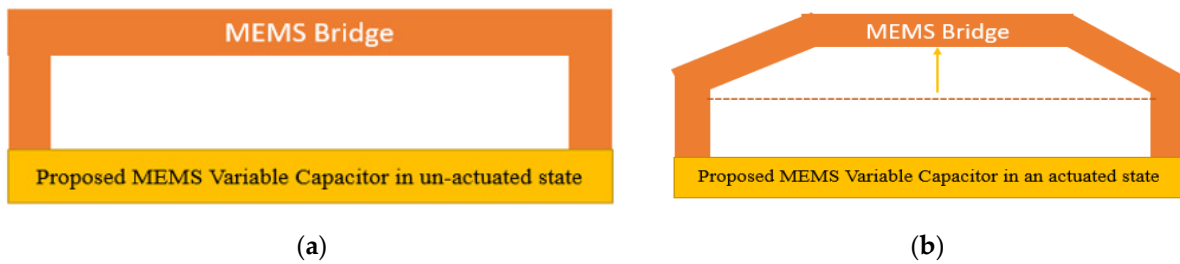 MEMS Bridge
Proposed MEMS Variable Capacitor in un-actuated state
(a)
MEMS Bridge
Proposed MEMS Variable Capacitor in an actuated state
(b)